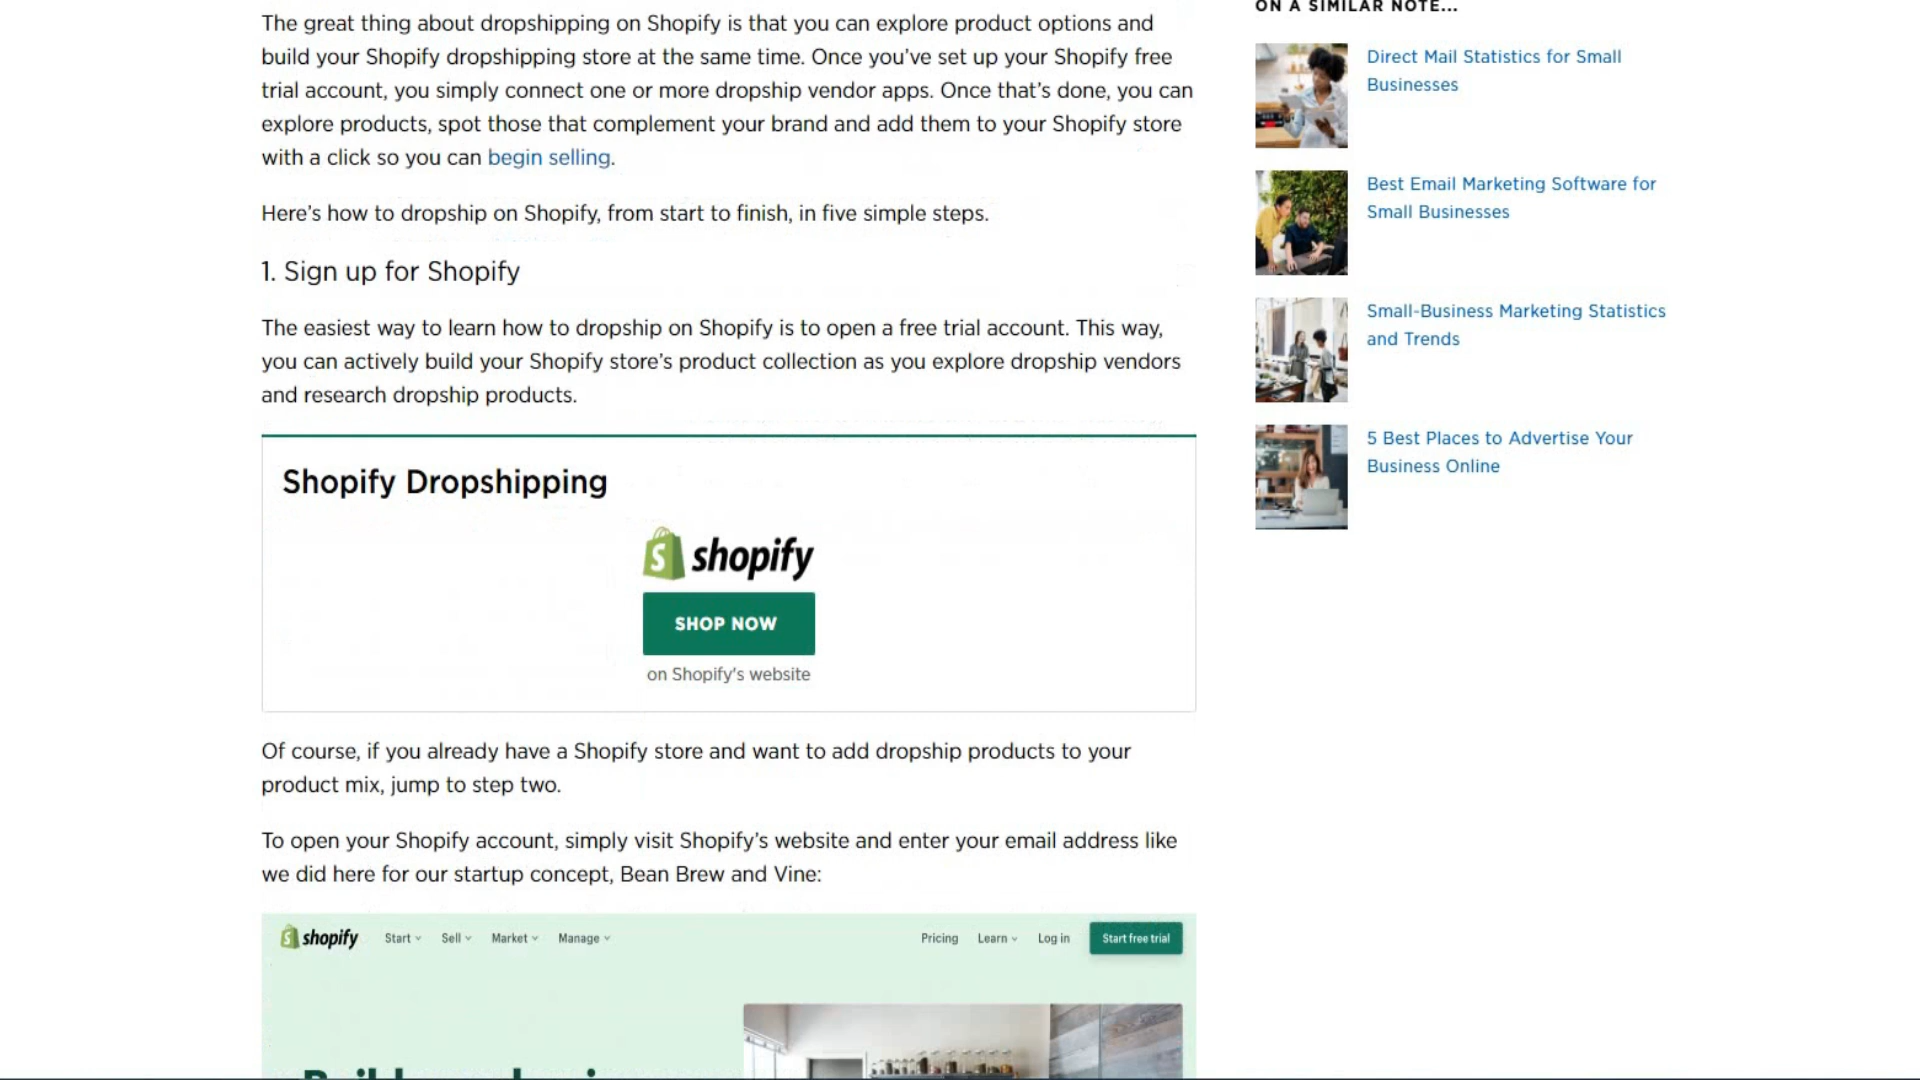 The great thing about dropshipping on Shopify is that you can explore product options and
build your Shopify dropshipping store at the same time. Once you’ve set up your Shopify free
trial account, you simply connect one or more dropship vendor apps. Once that’s done, you can
explore products, spot those that complement your brand and add them to your Shopify store
with a click so you can begin selling.
Here’s how to dropship on Shopify, from start to finish, in five simple steps.
1. Sign up for Shopify
The easiest way to learn how to dropship on Shopify is to open a free trial account. This way,
you can actively build your Shopify store’s product collection as you explore dropship vendors
and research dropship products.
Shopify Dropshipping
shopify
SHOP NOW
on Shopify's website
Of course, if you already have a Shopify store and want to add dropship products to your
product mix, jump to step two.
To open your Shopify account, simply visit Shopify’s website and enter your email address like
we did here for our startup concept, Bean Brew and Vine:
shopify Start Sell Market Manage Pricing Learn Log in Start free trial
ON A SIMILAR NOTE...
Direct Mail Statistics for Small
Businesses
Best Email Marketing Software for
Small Businesses
Small-Business Marketing Statistics
and Trends
5 Best Places to Advertise Your
Business Online